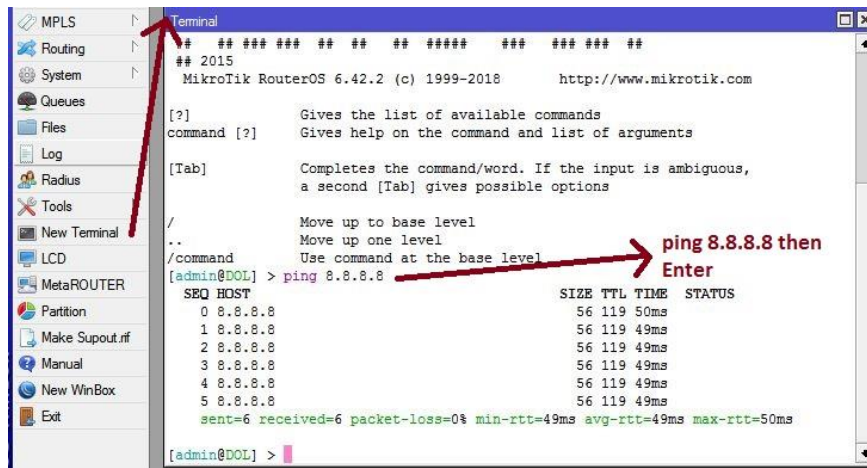 MPLS
Routing
System
Queues
Files
Log
Radius
Tools
New Terminal
LCD
MetaROUTER
Partition
Make Supout.rif
Manual
New WinBox
Exit
Terminal
## ## ### ### ## ## ## ##### ### ### ### ##
## 2015
MikroTik RouterOS 6.42.2 (c) 1999-2018 http://www.mikrotik.com
[?] Gives the list of available commands
command [?] Gives help on the command and list of arguments
[Tab] Completes the command/word. If the input is ambiguous,
a second [Tab] gives possible options
/ Move up to base level
.. Move up one level
/command Use command at the base level
[admin@DOL] > ping 8.8.8.8
SEQ HOST SIZE TTL TIME STATUS
0 8.8.8.8 56 119 50ms
1 8.8.8.8 56 119 49ms
2 8.8.8.8 56 119 49ms
3 8.8.8.8 56 119 49ms
4 8.8.8.8 56 119 49ms
5 8.8.8.8 56 119 49ms
sent=6 received=6 packet-loss=0% min-rtt=49ms avg-rtt=49ms max-rtt=50ms
[admin@DOL] >
ping 8.8.8.8 then
Enter